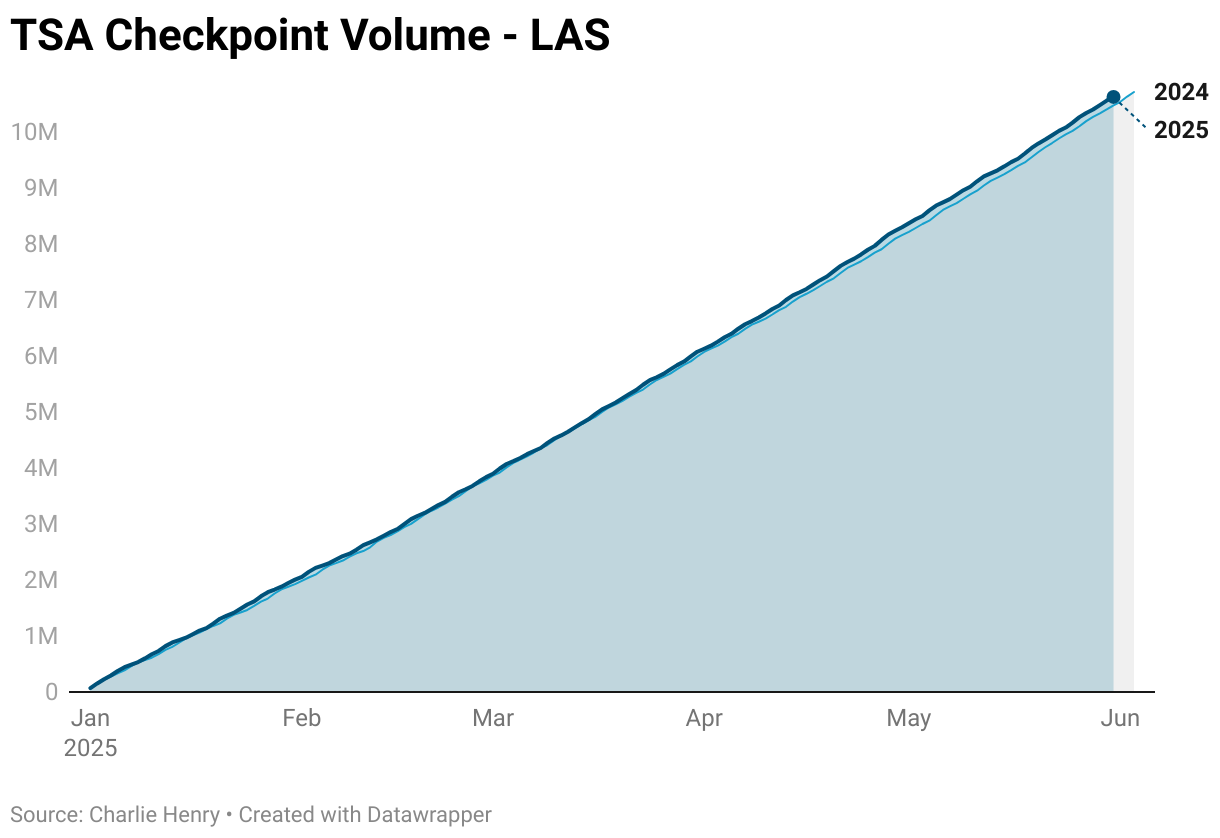 TSA Checkpoint Volume - LAS
2024
2025
10M
9M
8M
7M
6M
5M
4M
3M
2M
1M
0
Jan Feb Mar Apr May Jun
2025
Source: Charlie Henry • Created with Datawrapper